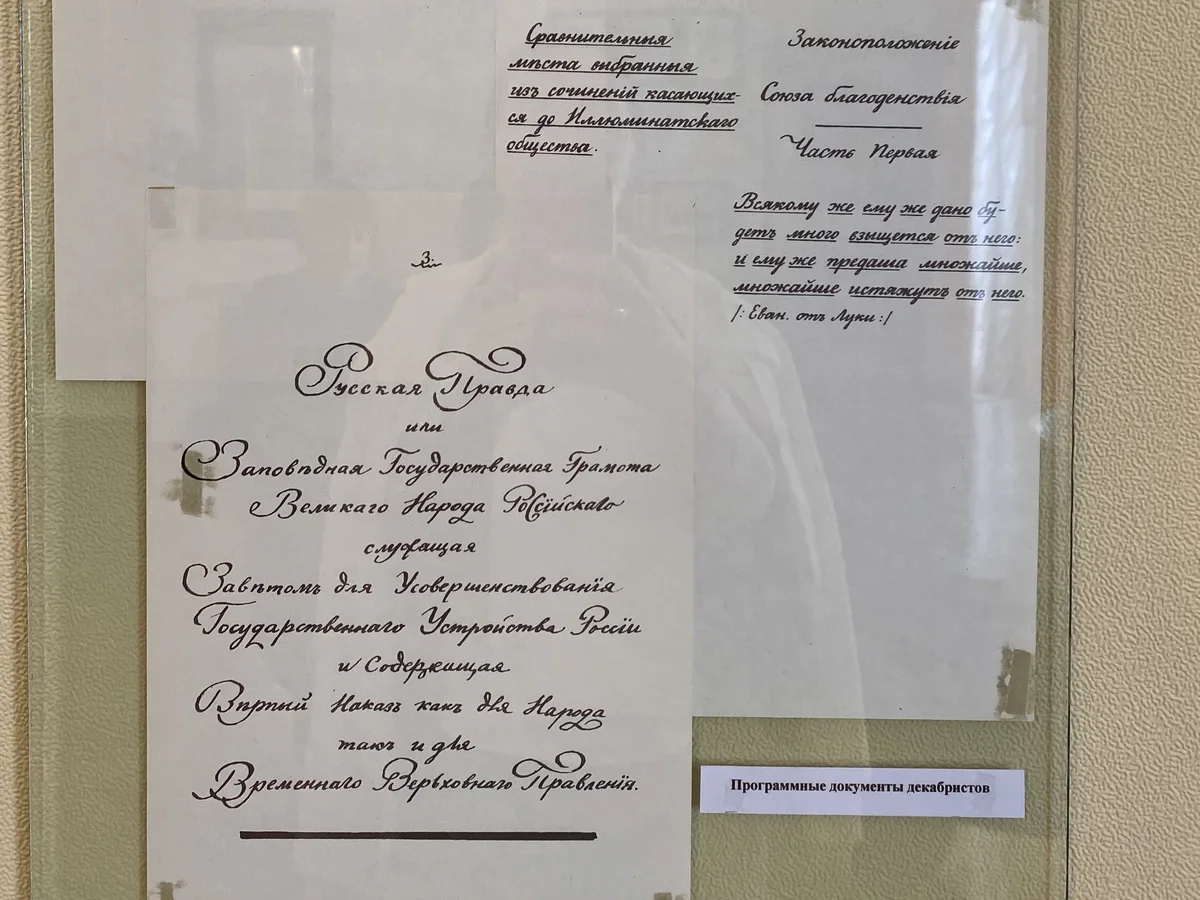 Сравнительныя
мѣста выбранныя
изъ сочиненій касающих-
ся до Иллюминатскаго
общества.
Законоположеніе
Союза благоденствія
Часть Первая
Всякому же ему же дано бу-
детъ много взыщется отъ него:
и ему же предаша множайше,
множайше истяжутъ отъ него.
/: Еван. отъ Луки :/
3.
Русская Правда
или
Заповѣдная Государственная Грамота
Великаго Народа Россійскаго
служащая
Завѣтомъ для Усовершенствованія
Государственнаго Устройства Россіи
и Содержищая
Вѣрный Наказъ какъ для Народа
такъ и для
Временнаго Верьховнаго Правленія.
Программные документы декабристов